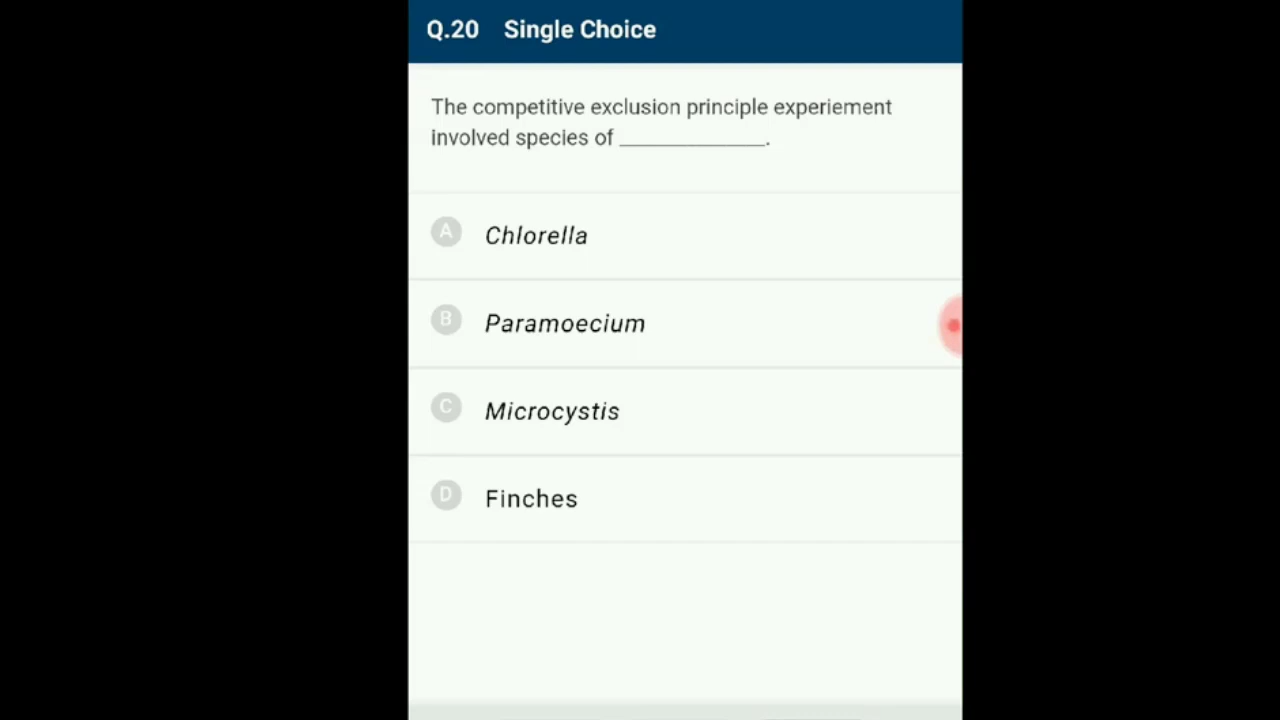 Q.20 Single Choice
The competitive exclusion principle experiement
involved species of ____________.
A Chlorella
B Paramoecium
C Microcystis
D Finches